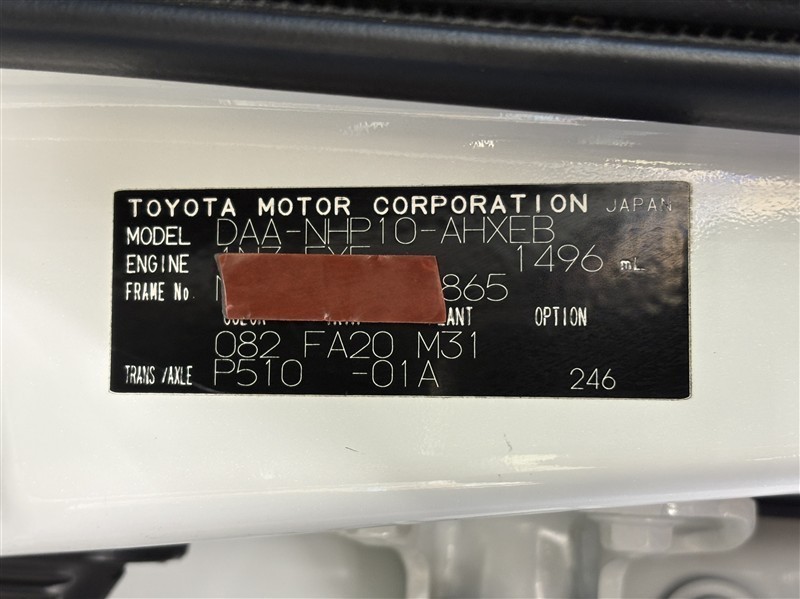 TOYOTA MOTOR CORPORATION JAPAN
MODEL DAA-NHP10-AHXEB
ENGINE 1496 mL
FRAME No 865
OPTION
082 FA20 M31
TRANS/AXLE P510 -01A 246